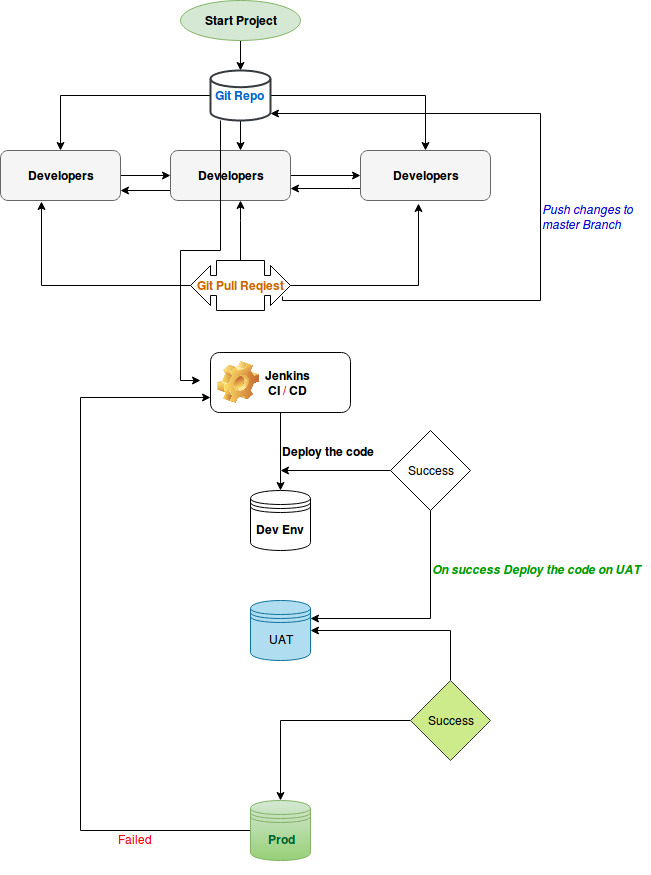 Start Project
Git Repo
Developers
Developers
Developers
Push changes to
master Branch
Git Pull Reqiest
Jenkins
CI / CD
Deploy the code
Success
Dev Env
On success Deploy the code on UAT
UAT
Success
Prod
Failed